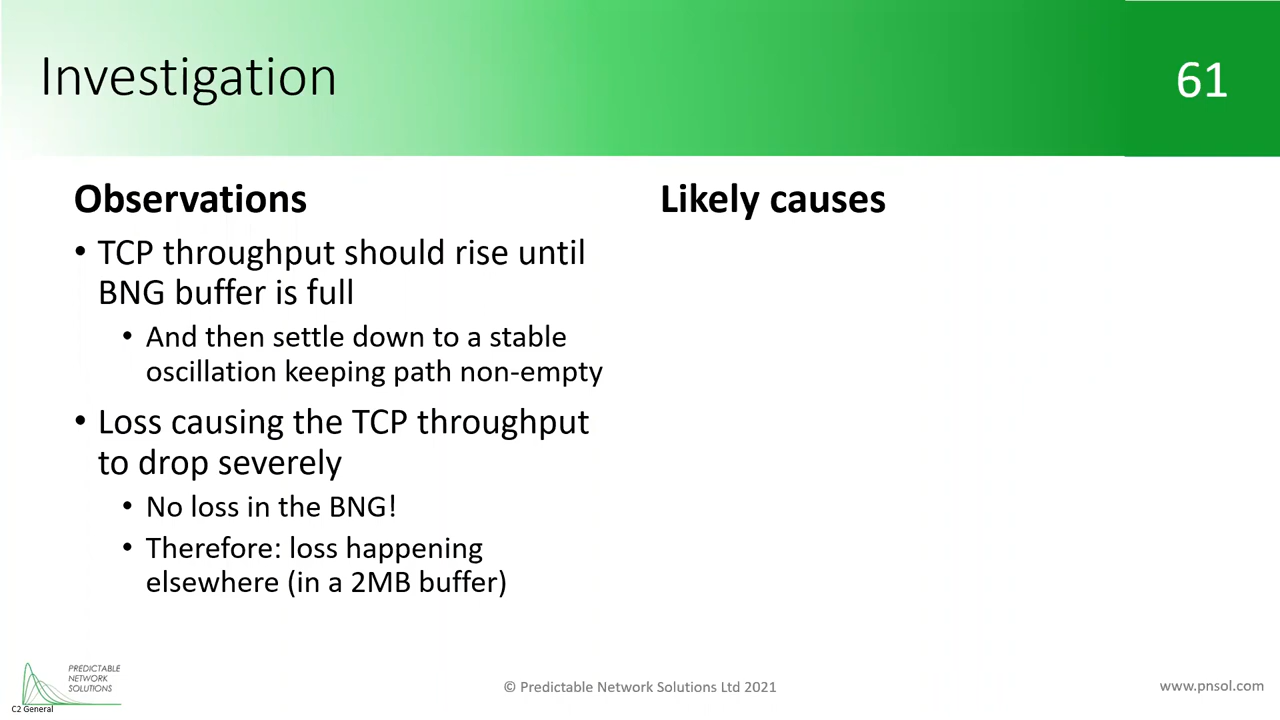 Investigation
61
Observations
• TCP throughput should rise until
BNG buffer is full
• And then settle down to a stable
oscillation keeping path non-empty
• Loss causing the TCP throughput
to drop severely
• No loss in the BNG!
• Therefore: loss happening
elsewhere (in a 2MB buffer)
Likely causes
PREDICTABLE
NETWORK
SOLUTIONS
C2 General
© Predictable Network Solutions Ltd 2021
www.pnsol.com